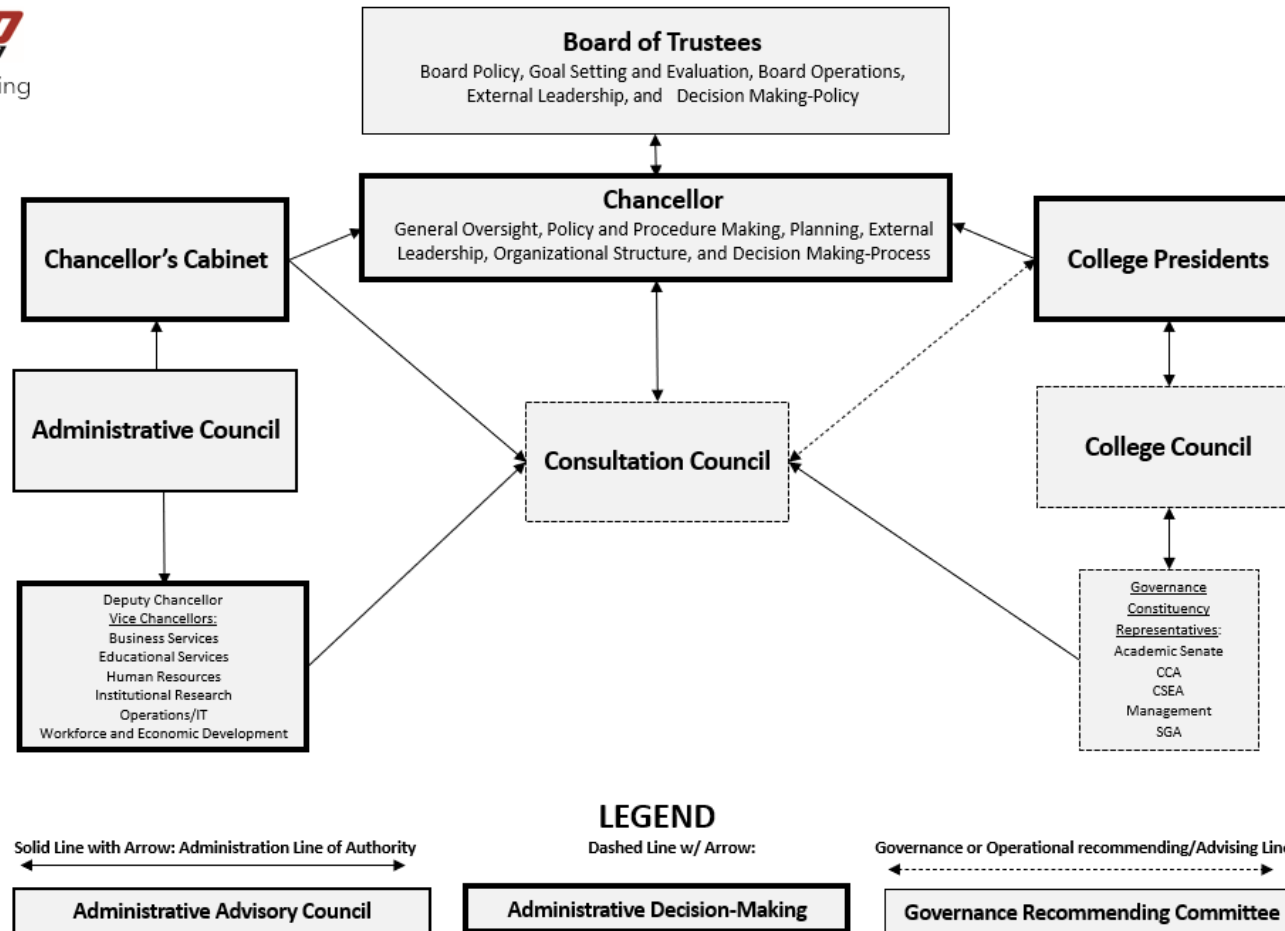 ing
Board of Trustees
Board Policy, Goal Setting and Evaluation, Board Operations,
External Leadership, and Decision Making-Policy
Chancellor
General Oversight, Policy and Procedure Making, Planning, External
Leadership, Organizational Structure, and Decision Making-Process
Chancellor's Cabinet
College Presidents
Administrative Council
Consultation Council
College Council
Deputy Chancellor
Vice Chancellors:
Business Services
Educational Services
Human Resources
Institutional Research
Operations/IT
Workforce and Economic Development
Governance
Constituency
Representatives:
Academic Senate
CCA
CSEA
Management
SGA
LEGEND
Solid Line with Arrow: Administration Line of Authority
Dashed Line w/ Arrow:
Governance or Operational recommending/Advising Line
Administrative Advisory Council
Administrative Decision-Making
Governance Recommending Committee